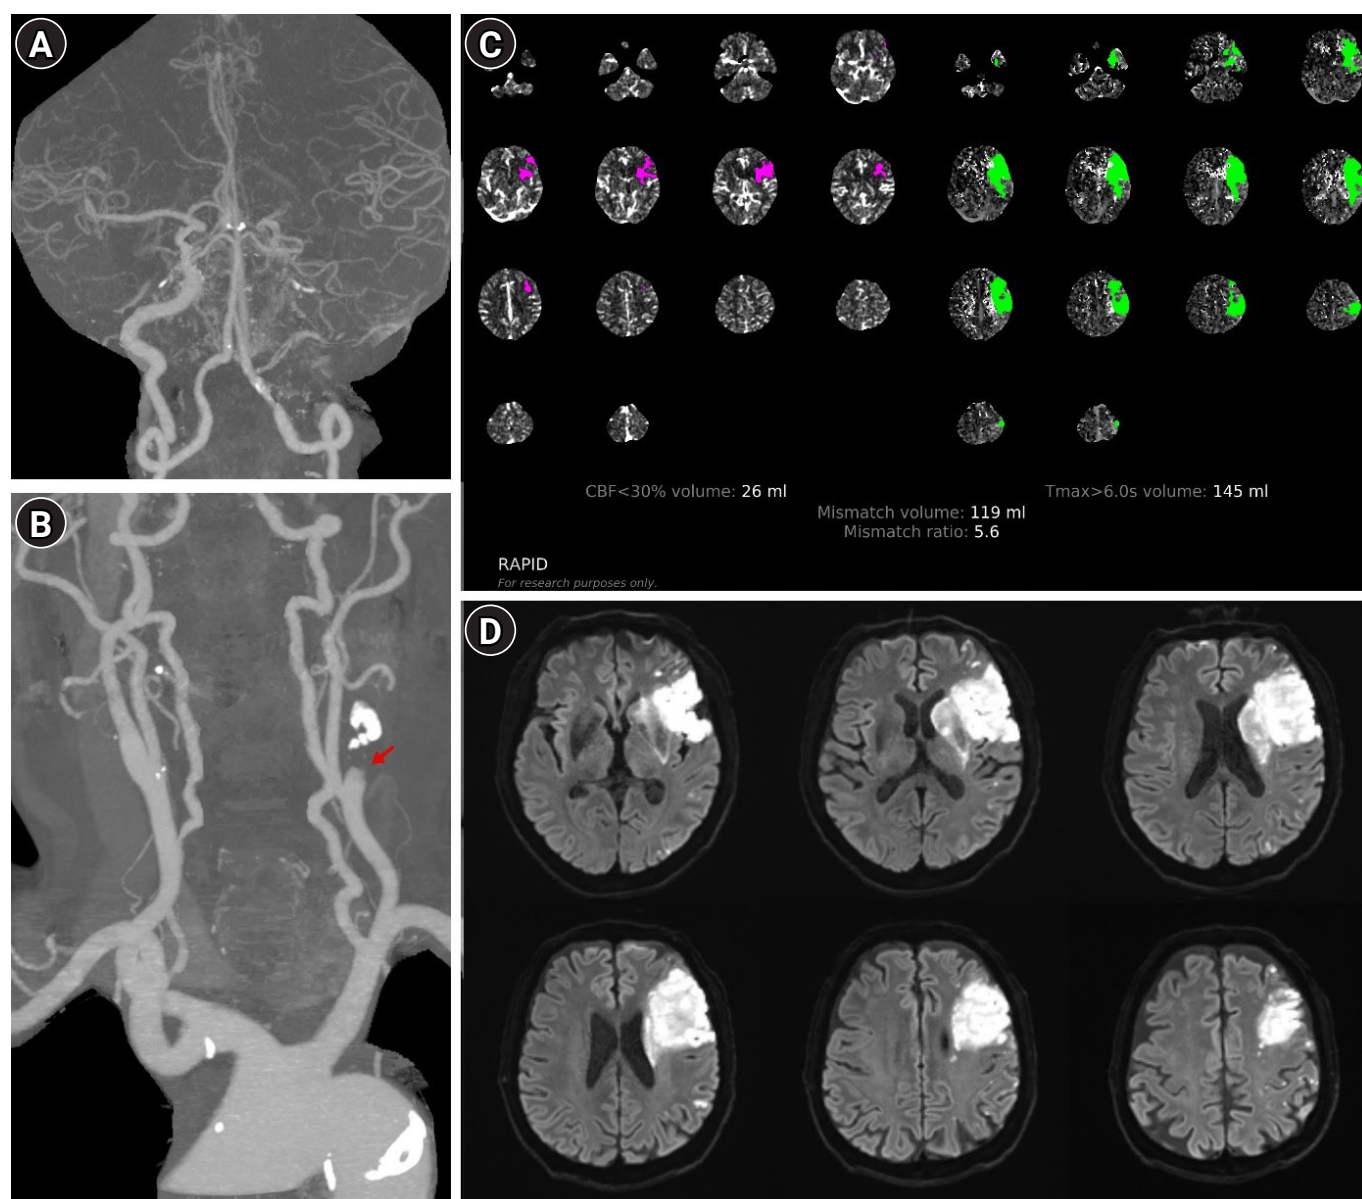 A
B
C
CBF<30% volume: 26 ml
Tmax>6.0s volume: 145 ml
Mismatch volume: 119 ml
Mismatch ratio: 5.6
RAPID
For research purposes only.
D